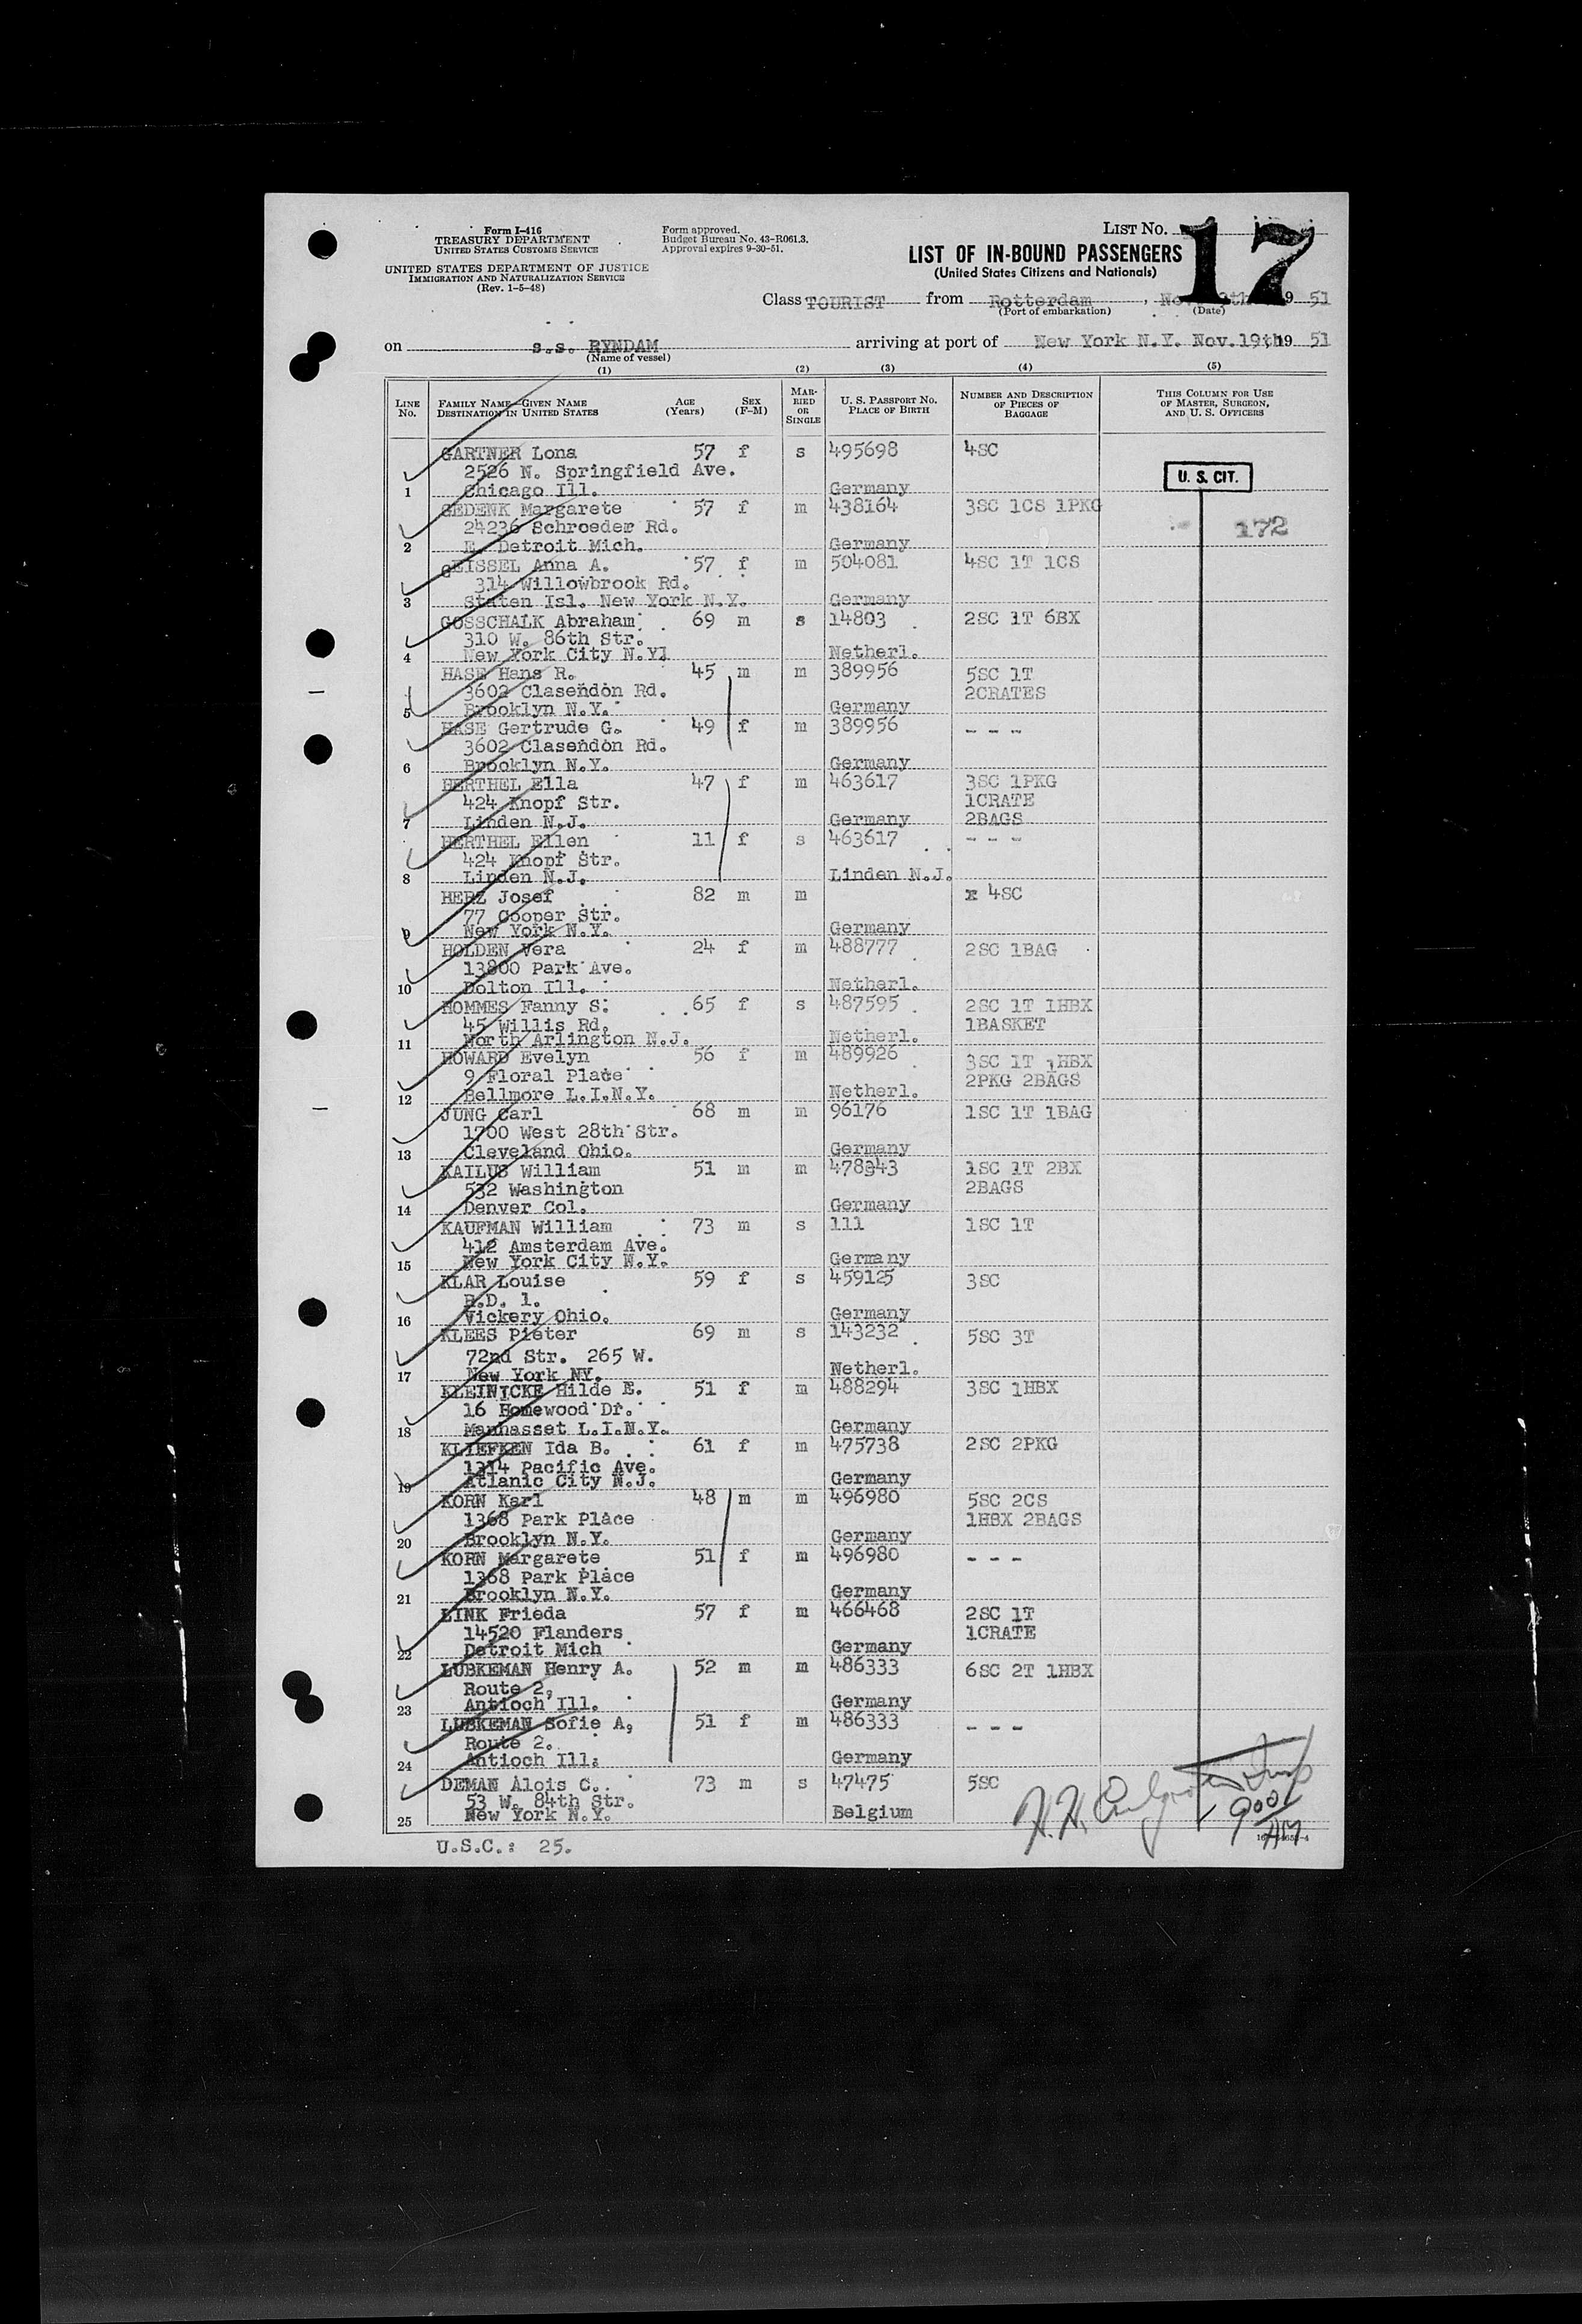 Form I-416
TREASURY DEPARTMENT
UNITED STATES CUSTOMS SERVICE
UNITED STATES DEPARTMENT OF JUSTICE
IMMIGRATION AND NATURALIZATION SERVICE
(Rev. 1-5-48)
Form approved.
Budget Bureau No. 43-R061.3.
Approval expires 9-30-51.
LIST No. 17
LIST OF IN-BOUND PASSENGERS
(United States Citizens and Nationals)
Class TOURIST from Rotterdam, 19 51
(Port of embarkation) (Date)
on s.s. RYNDAM arriving at port of New York N.Y. Nov.19th 19 51
(Name of vessel)
(1) (2) (3) (4) (5)
LINE No. FAMILY NAME—GIVEN NAME DESTINATION IN UNITED STATES AGE (Years) SEX (F-M) MARRIED OR SINGLE U. S. PASSPORT No. PLACE OF BIRTH NUMBER AND DESCRIPTION OF PIECES OF BAGGAGE THIS COLUMN FOR USE OF MASTER, SURGEON, AND U. S. OFFICERS
GARTNER Lona 57 f s 495698 4SC
2526 N. Springfield Ave.
U. S. CIT.
1 Chicago Ill. Germany
GEDENK Margarete 57 f m 438164 3SC 1CS 1PKG
24236 Schroeder Rd. 172
2 E. Detroit Mich. Germany
GEISSEL Anna A. 57 f m 504081 4SC 1T 1CS
314 Willowbrook Rd.
3 Staten Isl. New York N.Y. Germany
GOSSCHALK Abraham 69 m s 14803 2SC 1T 6BX
310 W. 86th Str.
4 New York City N.Y. Netherl.
HASE Hans R. 45 m m 389956 5SC 1T
3602 Clasendon Rd. 2CRATES
5 Brooklyn N.Y. Germany
HASE Gertrude G. 49 f m 389956 - - -
3602 Clasendon Rd.
6 Brooklyn N.Y. Germany
HERTHEL Ella 47 f m 463617 3SC 1PKG
424 Knopf Str. 1CRATE
7 Linden N.J. Germany 2BAGS
HERTHEL Ellen 11 f s 463617 - - -
424 Knopf Str.
8 Linden N.J. Linden N.J.
HERZ Josef 82 m m x 4SC
77 Cooper Str.
9 New York N.Y. Germany
HOLDEN Vera 24 f m 488777 2SC 1BAG
13800 Park Ave.
10 Dolton Ill. Netherl.
HOMMES Fanny S. 65 f s 487595 2SC 1T 1HBX
45 Willis Rd. 1BASKET
11 North Arlington N.J. Netherl.
HOWARD Evelyn 56 f m 489926 3SC 1T 1HBX
9 Floral Place 2PKG 2BAGS
12 Bellmore L.I.N.Y. Netherl.
JUNG Carl 68 m m 96176 1SC 1T 1BAG
1700 West 28th Str.
13 Cleveland Ohio. Germany
KAILUS William 51 m m 478943 1SC 1T 2BX
532 Washington 2BAGS
14 Denver Col. Germany
KAUFMAN William 73 m s 111 1SC 1T
412 Amsterdam Ave.
15 New York City N.Y. Germany
KLAR Louise 59 f s 459125 3SC
R.D. 1.
16 Vickery Ohio. Germany
KLEES Pieter 69 m s 143232 5SC 3T
72nd Str. 265 W.
17 New York NY. Netherl.
KLEINICKE Hilde E. 51 f m 488294 3SC 1HBX
16 Homewood Dr.
18 Manhasset L.I.N.Y. Germany
KLIEFKEN Ida B. 61 f m 475738 2SC 2PKG
1314 Pacific Ave.
19 Atlanic City N.J. Germany
KORN Karl 48 m m 496980 5SC 2CS
1368 Park Place 1HBX 2BAGS
20 Brooklyn N.Y. Germany
KORN Margarete 51 f m 496980 - - -
1368 Park Place
21 Brooklyn N.Y. Germany
LINK Frieda 57 f m 466468 2SC 1T
14520 Flanders 1CRATE
22 Detroit Mich Germany
LUBKEMAN Henry A. 52 m m 486333 6SC 2T 1HBX
Route 2,
23 Antioch Ill. Germany
LUBKEMAN Sofie A, 51 f m 486333 - - -
Route 2.
24 Antioch Ill. Germany
DEMAN Alois C. 73 m s 47475 5SC
53 W. 84th Str.
25 New York N.Y. Belgium
900
AM
U.S.C.: 25.